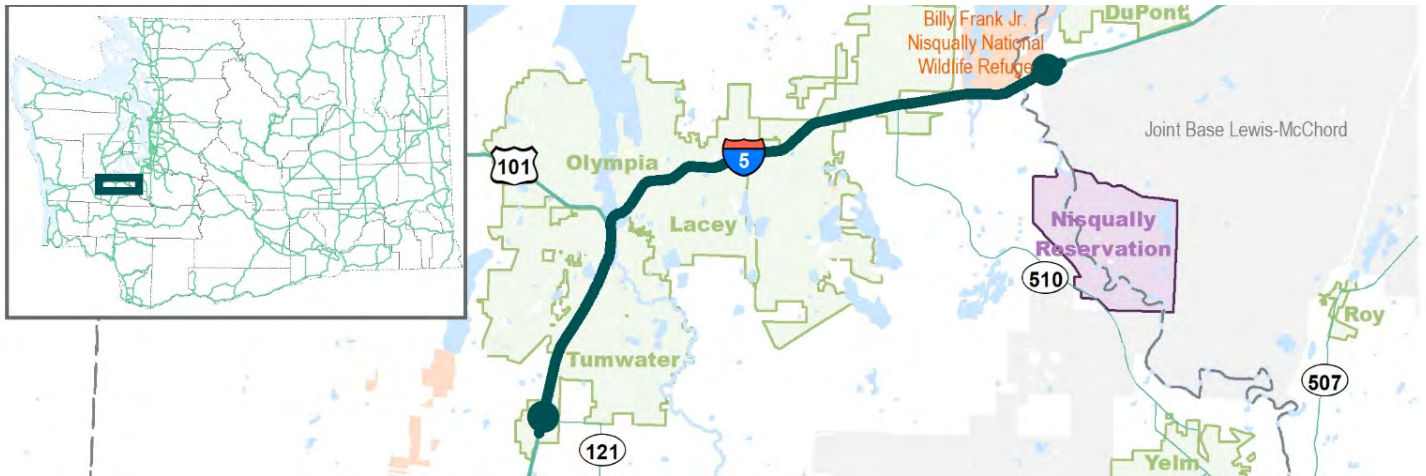 Billy Frank Jr.
Nisqually National
Wildlife Refuge
DuPont
Joint Base Lewis-McChord
101
Olympia
5
Lacey
Nisqually
Reservation
510
Roy
Tumwater
507
121
Yelm